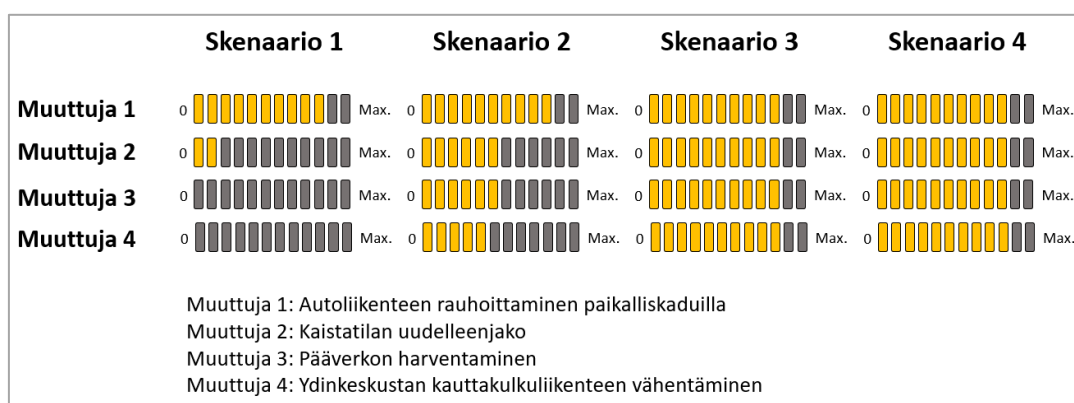 Skenaario 1 Skenaario 2 Skenaario 3 Skenaario 4
Muuttuja 1 0 Max. 0 Max. 0 Max. 0 Max.
Muuttuja 2 0 Max. 0 Max. 0 Max. 0 Max.
Muuttuja 3 0 Max. 0 Max. 0 Max. 0 Max.
Muuttuja 4 0 Max. 0 Max. 0 Max. 0 Max.
Muuttuja 1: Autoliikenteen rauhoittaminen paikalliskaduilla
Muuttuja 2: Kaistatilan uudelleenjako
Muuttuja 3: Pääverkon harventaminen
Muuttuja 4: Ydinkeskustan kauttakulkuliikenteen vähentäminen